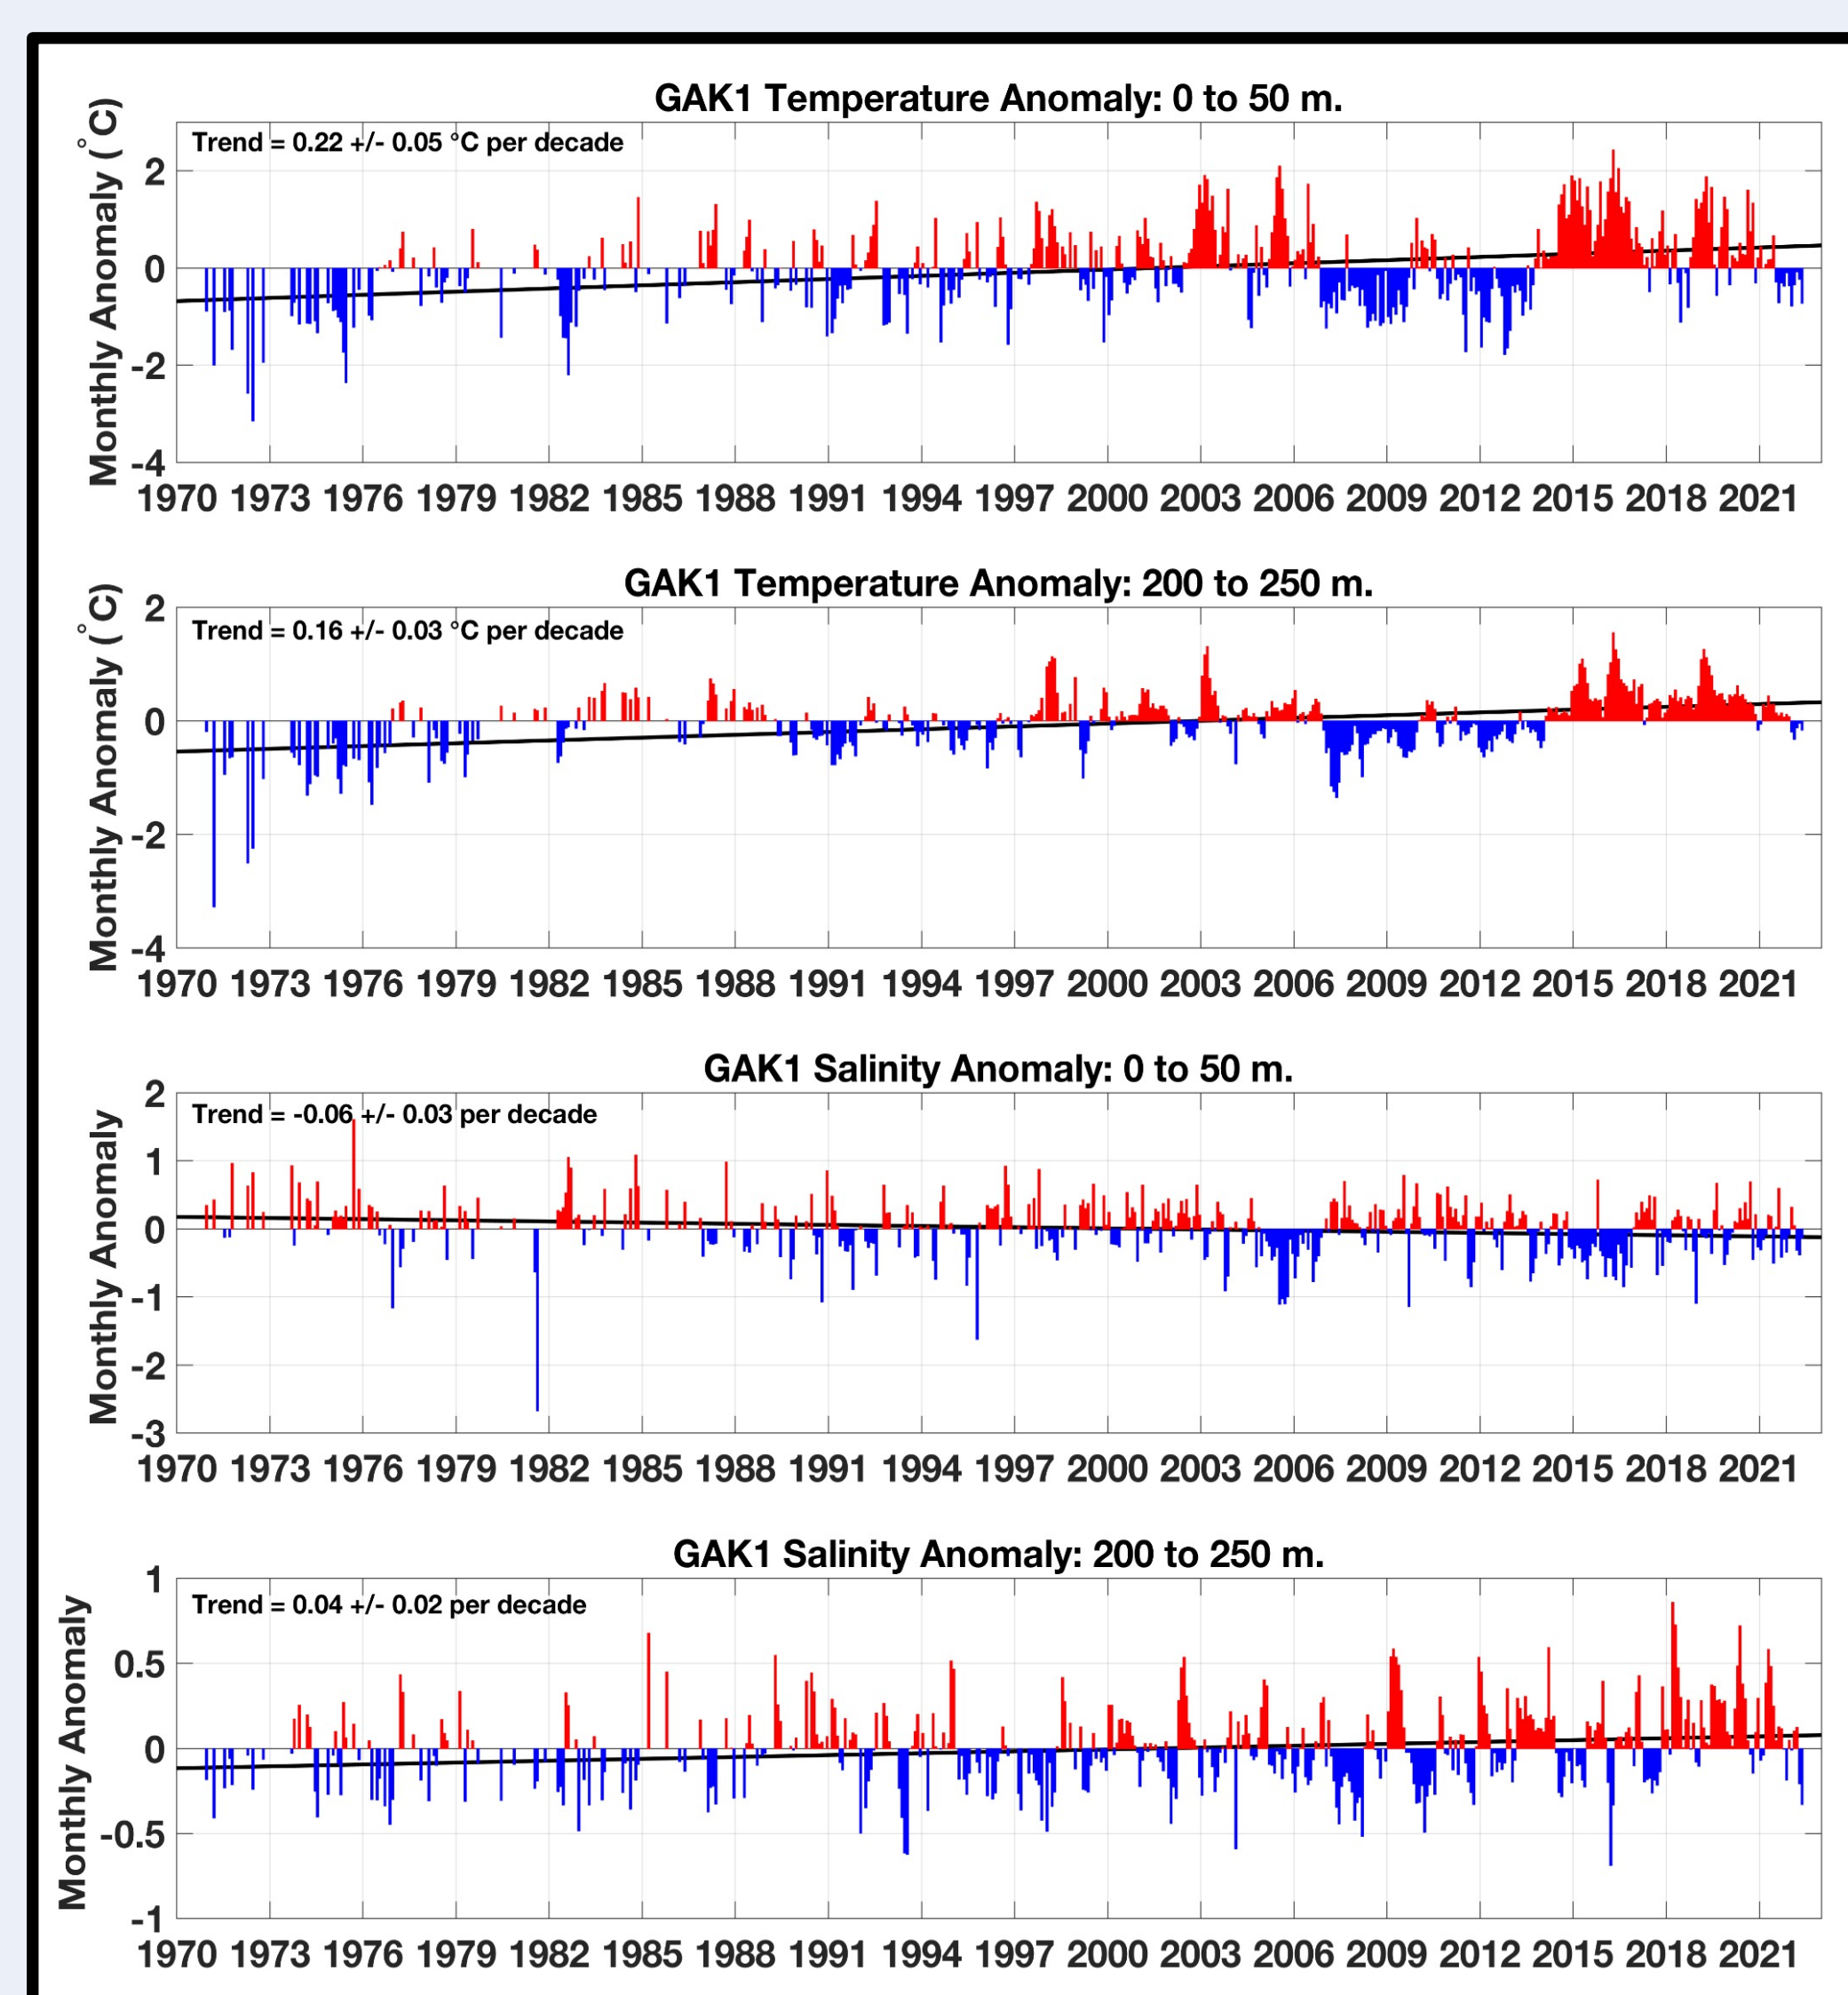 GAK1 Temperature Anomaly: 0 to 50 m.
Monthly Anomaly (°C)
Trend = 0.22 +/- 0.05 °C per decade
2
0
-2
-4
1970 1973 1976 1979 1982 1985 1988 1991 1994 1997 2000 2003 2006 2009 2012 2015 2018 2021
GAK1 Temperature Anomaly: 200 to 250 m.
Monthly Anomaly (°C)
Trend = 0.16 +/- 0.03 °C per decade
2
0
-2
-4
1970 1973 1976 1979 1982 1985 1988 1991 1994 1997 2000 2003 2006 2009 2012 2015 2018 2021
GAK1 Salinity Anomaly: 0 to 50 m.
Monthly Anomaly
Trend = -0.06 +/- 0.03 per decade
2
1
0
-1
-2
-3
1970 1973 1976 1979 1982 1985 1988 1991 1994 1997 2000 2003 2006 2009 2012 2015 2018 2021
GAK1 Salinity Anomaly: 200 to 250 m.
Monthly Anomaly
Trend = 0.04 +/- 0.02 per decade
1
0.5
0
-0.5
-1
1970 1973 1976 1979 1982 1985 1988 1991 1994 1997 2000 2003 2006 2009 2012 2015 2018 2021